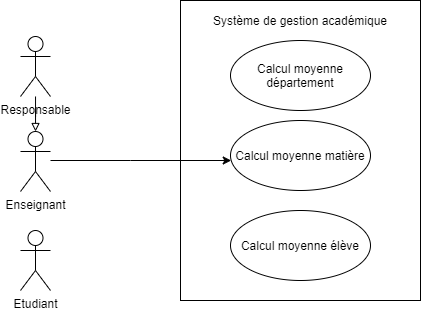 Système de gestion académique
Calcul moyenne
département
Responsable
Calcul moyenne matière
Enseignant
Calcul moyenne élève
Etudiant